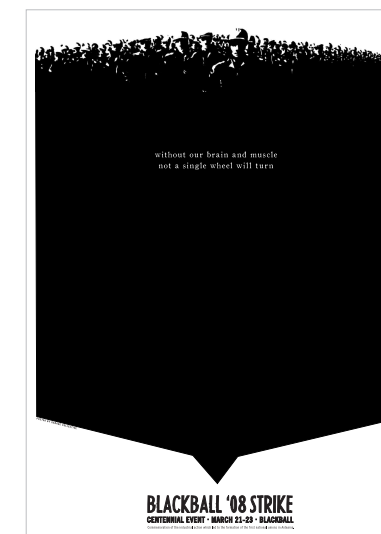 without our brain and muscle
not a single wheel will turn
BLACKBALL '08 STRIKE
CENTENNIAL EVENT • MARCH 21-23 • BLACKBALL